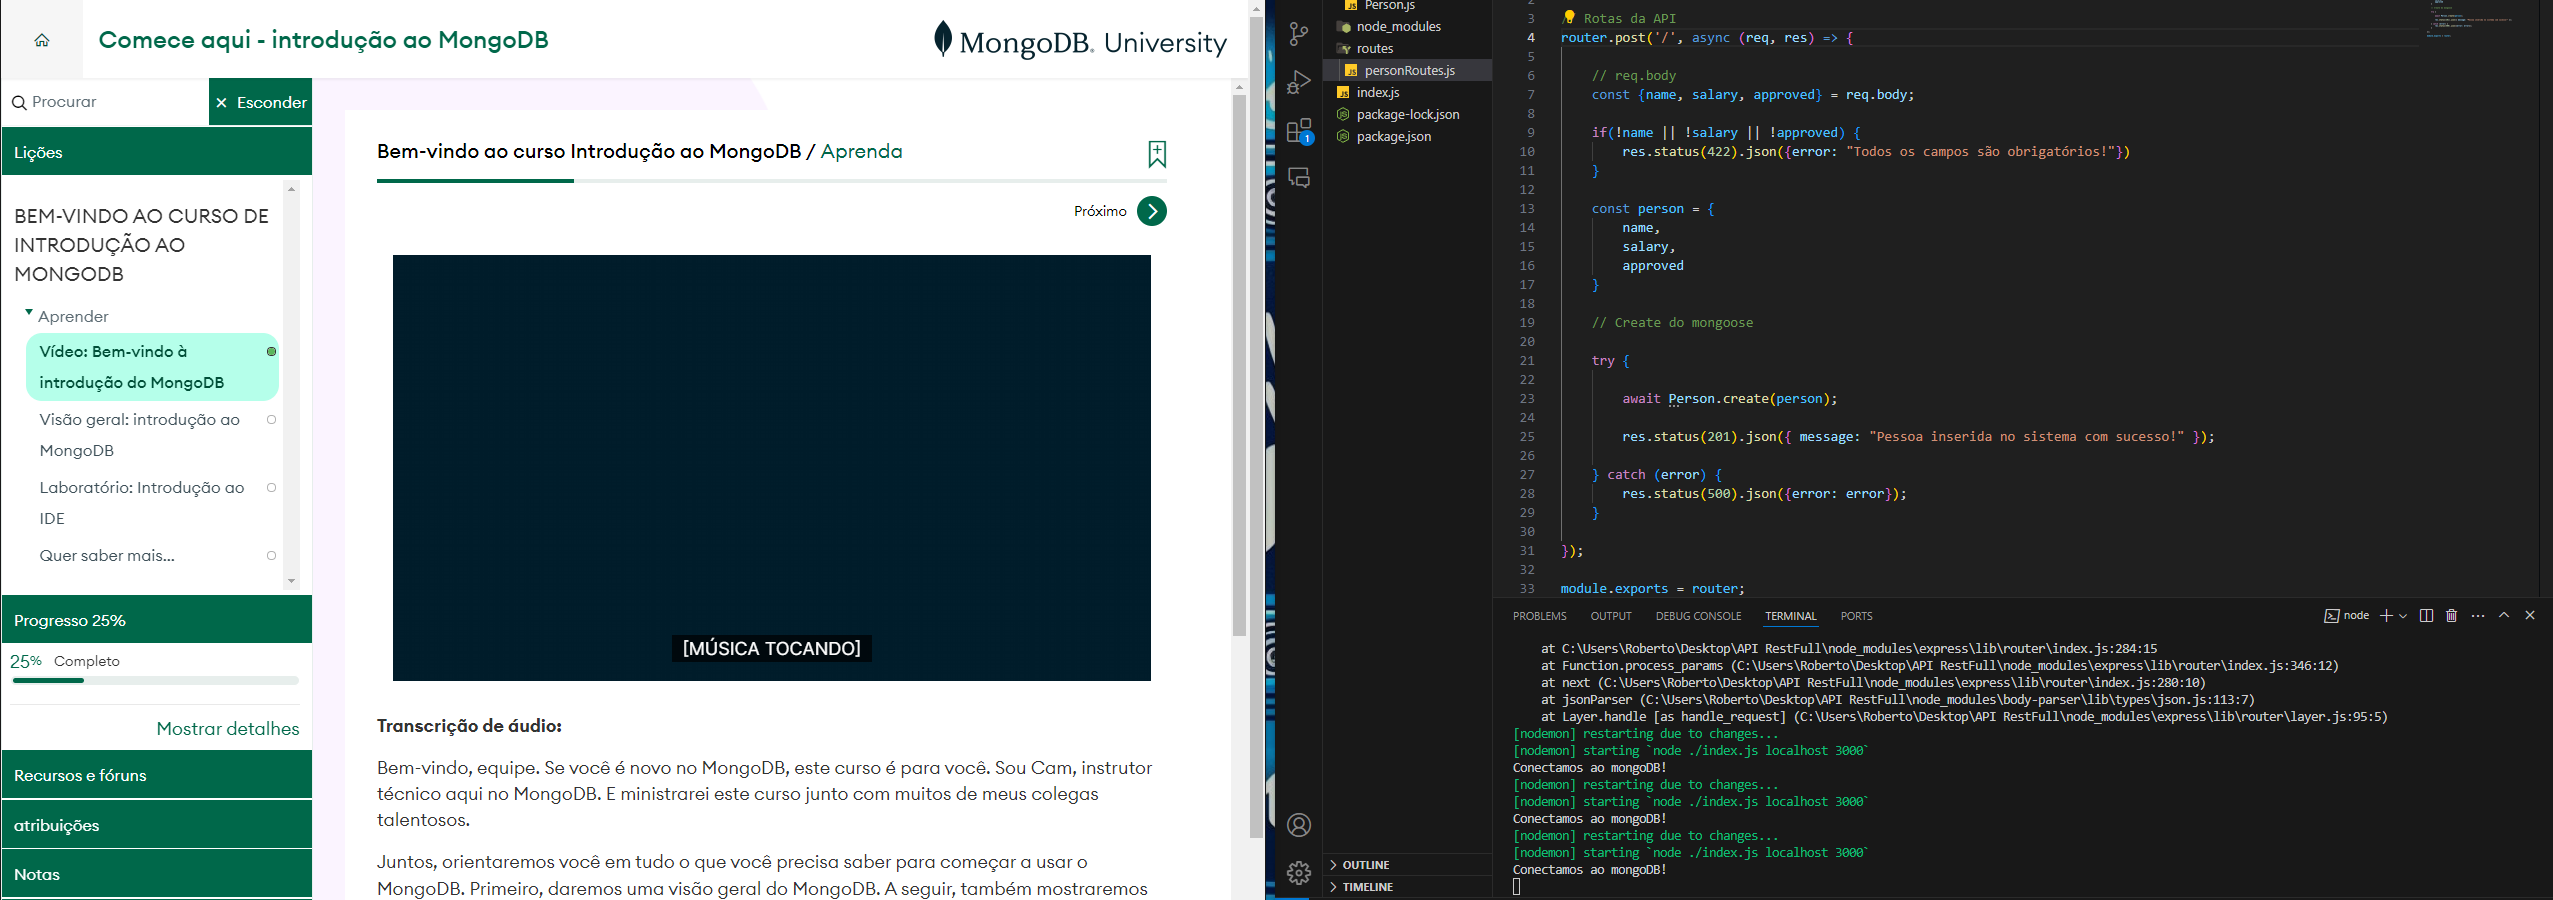 Comece aqui - introdução ao MongoDB
MongoDB. University
Procurar
× Esconder
Lições
BEM-VINDO AO CURSO DE
INTRODUÇÃO AO
MONGODB
Aprender
Vídeo: Bem-vindo à
introdução do MongoDB
Visão geral: introdução ao
MongoDB
Laboratório: Introdução ao
IDE
Quer saber mais...
Progresso 25%
25% Completo
Mostrar detalhes
Recursos e fóruns
atribuições
Notas
Bem-vindo ao curso Introdução ao MongoDB / Aprenda
Próximo
[MÚSICA TOCANDO]
Transcrição de áudio:
Bem-vindo, equipe. Se você é novo no MongoDB, este curso é para você. Sou Cam, instrutor
técnico aqui no MongoDB. E ministrarei este curso junto com muitos de meus colegas
talentosos.
Juntos, orientaremos você em tudo o que você precisa saber para começar a usar o
MongoDB. Primeiro, daremos uma visão geral do MongoDB. A seguir, também mostraremos
1
JS Person.js
node_modules
routes
JS personRoutes.js
JS index.js
package-lock.json
package.json
OUTLINE
TIMELINE
2
3 // Rotas da API
4 router.post('/', async (req, res) => {
5
6 // req.body
7 const {name, salary, approved} = req.body;
8
9 if(!name || !salary || !approved) {
10 res.status(422).json({error: "Todos os campos são obrigatórios!"})
11 }
12
13 const person = {
14 name,
15 salary,
16 approved
17 }
18
19 // Create do mongoose
20
21 try {
22
23 await Person.create(person);
24
25 res.status(201).json({ message: "Pessoa inserida no sistema com sucesso!" });
26
27 } catch (error) {
28 res.status(500).json({error: error});
29 }
30
31 });
32
33 module.exports = router;
PROBLEMS OUTPUT DEBUG CONSOLE TERMINAL PORTS
node
at C:\Users\Roberto\Desktop\API RestFull\node_modules\express\lib\router\index.js:284:15
at Function.process_params (C:\Users\Roberto\Desktop\API RestFull\node_modules\express\lib\router\index.js:346:12)
at next (C:\Users\Roberto\Desktop\API RestFull\node_modules\express\lib\router\index.js:280:10)
at jsonParser (C:\Users\Roberto\Desktop\API RestFull\node_modules\body-parser\lib\types\json.js:113:7)
at Layer.handle [as handle_request] (C:\Users\Roberto\Desktop\API RestFull\node_modules\express\lib\router\layer.js:95:5)
[nodemon] restarting due to changes...
[nodemon] starting `node ./index.js localhost 3000`
Conectamos ao mongoDB!
[nodemon] restarting due to changes...
[nodemon] starting `node ./index.js localhost 3000`
Conectamos ao mongoDB!
[nodemon] restarting due to changes...
[nodemon] starting `node ./index.js localhost 3000`
Conectamos ao mongoDB!